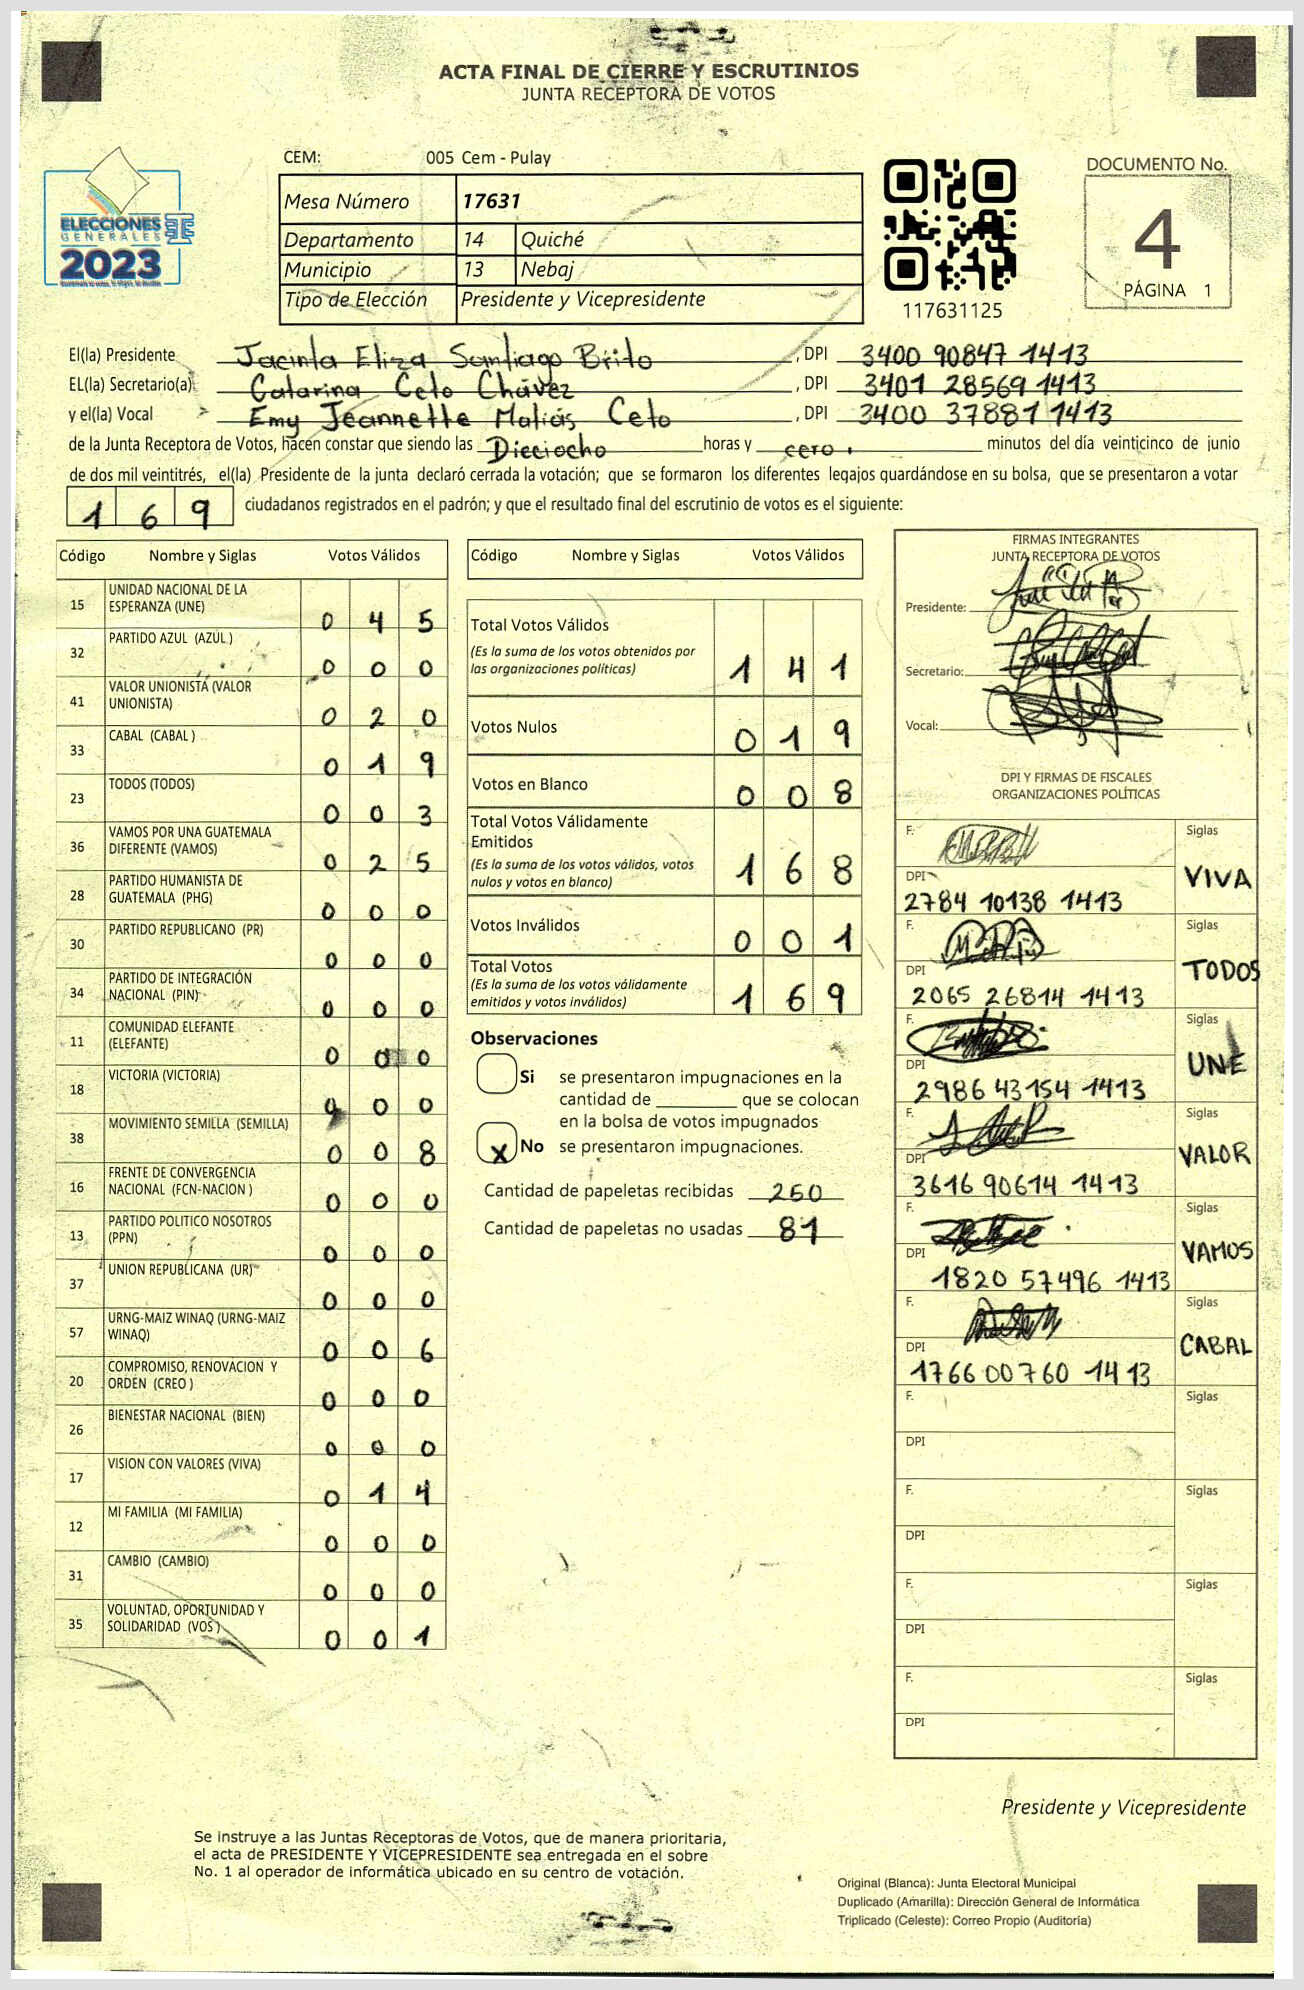 ACTA FINAL DE CIERRE Y ESCRUTINIOS
JUNTA RECEPTORA DE VOTOS
CEM: 005 Cem - Pulay
DOCUMENTO No.
4
PÁGINA 1
ELECCIONES
GENERALES
2023
Mesa Número 17631
Departamento 14 Quiché
Municipio 13 Nebaj
Tipo de Elección Presidente y Vicepresidente
117631125
El(la) Presidente Jacinta Eliza Santiago Brito, DPI 3400 90847 1413
EL(la) Secretario(a) Catarina Ceto Chávez, DPI 3401 28569 1413
y el(la) Vocal Emy Jeannette Matías Ceto, DPI 3400 37881 1413
de la Junta Receptora de Votos, hacen constar que siendo las Dieciocho horas y cero minutos del día veinticinco de junio
de dos mil veintitrés, el(la) Presidente de la junta declaró cerrada la votación; que se formaron los diferentes legajos quardándose en su bolsa, que se presentaron a votar
169 ciudadanos registrados en el padrón; y que el resultado final del escrutinio de votos es el siguiente:
Código Nombre y Siglas Votos Válidos
15 UNIDAD NACIONAL DE LA ESPERANZA (UNE) 0 4 5
32 PARTIDO AZUL (AZUL ) 0 0 0
41 VALOR UNIONISTA (VALOR UNIONISTA) 0 2 0
33 CABAL (CABAL ) 0 1 9
23 TODOS (TODOS) 0 0 3
36 VAMOS POR UNA GUATEMALA DIFERENTE (VAMOS) 0 2 5
28 PARTIDO HUMANISTA DE GUATEMALA (PHG) 0 0 0
30 PARTIDO REPUBLICANO (PR) 0 0 0
34 PARTIDO DE INTEGRACIÓN NACIONAL (PIN) 0 0 0
11 COMUNIDAD ELEFANTE (ELEFANTE) 0 0 0
18 VICTORIA (VICTORIA) 0 0 0
38 MOVIMIENTO SEMILLA (SEMILLA) 0 0 8
16 FRENTE DE CONVERGENCIA NACIONAL (FCN-NACION ) 0 0 0
13 PARTIDO POLITICO NOSOTROS (PPN) 0 0 0
37 UNION REPUBLICANA (UR) 0 0 0
57 URNG-MAIZ WINAQ (URNG-MAIZ WINAQ) 0 0 6
20 COMPROMISO, RENOVACION Y ORDEN (CREO ) 0 0 0
26 BIENESTAR NACIONAL (BIEN) 0 0 0
17 VISION CON VALORES (VIVA) 0 1 4
12 MI FAMILIA (MI FAMILIA) 0 0 0
31 CAMBIO (CAMBIO) 0 0 0
35 VOLUNTAD, OPORTUNIDAD Y SOLIDARIDAD (VOS ) 0 0 1
Código Nombre y Siglas Votos Válidos
Total Votos Válidos
(Es la suma de los votos obtenidos por
las organizaciones políticas) 1 4 1
Votos Nulos 0 1 9
Votos en Blanco 0 0 8
Total Votos Válidamente
Emitidos
(Es la suma de los votos válidos, votos
nulos y votos en blanco) 1 6 8
Votos Inválidos 0 0 1
Total Votos
(Es la suma de los votos válidamente
emitidos y votos inválidos) 1 6 9
Observaciones
Si se presentaron impugnaciones en la
cantidad de ________ que se colocan
en la bolsa de votos impugnados
X No se presentaron impugnaciones.
Cantidad de papeletas recibidas 250
Cantidad de papeletas no usadas 81
FIRMAS INTEGRANTES
JUNTA RECEPTORA DE VOTOS
Presidente:
Secretario:
Vocal:
DPI Y FIRMAS DE FISCALES
ORGANIZACIONES POLÍTICAS
F. Siglas
VIVA
DPI
2784 10138 1413
F. Siglas
TODOS
DPI
2065 26814 1413
F. Siglas
UNE
DPI
2986 43154 1413
F. Siglas
VALOR
DPI
3616 90614 1413
F. Siglas
VAMOS
DPI
1820 57496 1413
F. Siglas
CABAL
DPI
1766 00760 1413
F. Siglas
DPI
F. Siglas
DPI
F. Siglas
DPI
F. Siglas
DPI
Presidente y Vicepresidente
Se instruye a las Juntas Receptoras de Votos, que de manera prioritaria,
el acta de PRESIDENTE Y VICEPRESIDENTE sea entregada en el sobre
No. 1 al operador de informática ubicado en su centro de votación.
Original (Blanca): Junta Electoral Municipal
Duplicado (Amarilla): Dirección General de Informática
Triplicado (Celeste): Correo Propio (Auditoría)